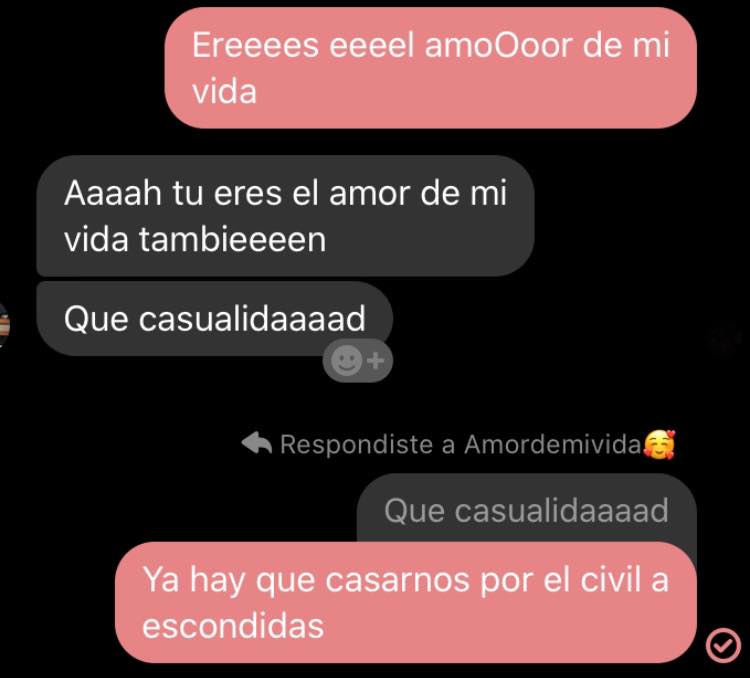 Ereeees eeeel amoOoor de mi
vida
Aaaah tu eres el amor de mi
vida tambieeeen
Que casualidaaaad
Respondiste a Amordemivida🥰
Que casualidaaaad
Ya hay que casarnos por el civil a
escondidas